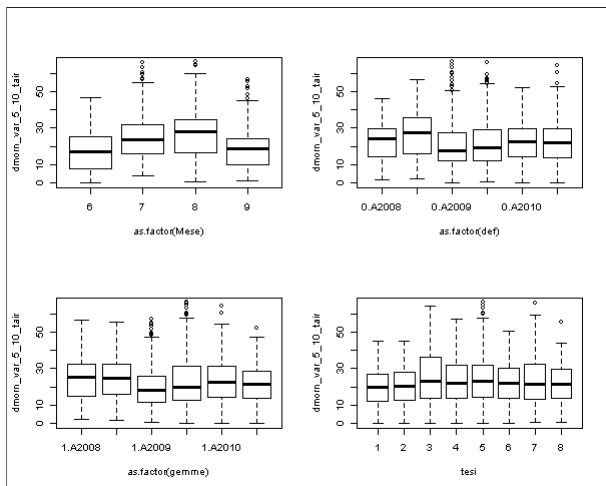 dmorn_var_5_10_tair
0 10 30 50
6 7 8 9
as.factor(Mese)
dmorn_var_5_10_tair
0 10 30 50
0.A2008 0.A2009 0.A2010
as.factor(def)
dmorn_var_5_10_tair
0 10 30 50
1.A2008 1.A2009 1.A2010
as.factor(gemme)
dmorn_var_5_10_tair
0 10 30 50
1 2 3 4 5 6 7 8
tesi